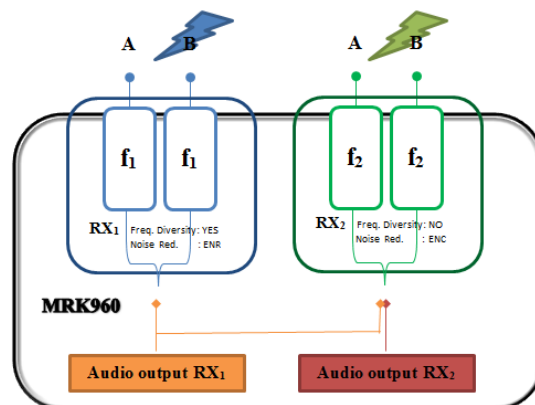 A B A B
f1 f1 f2 f2
RX1 Freq. Diversity: YES
Noise Red. : ENR
RX2 Freq. Diversity: NO
Noise Red. : ENC
MRK960
Audio output RX1 Audio output RX2